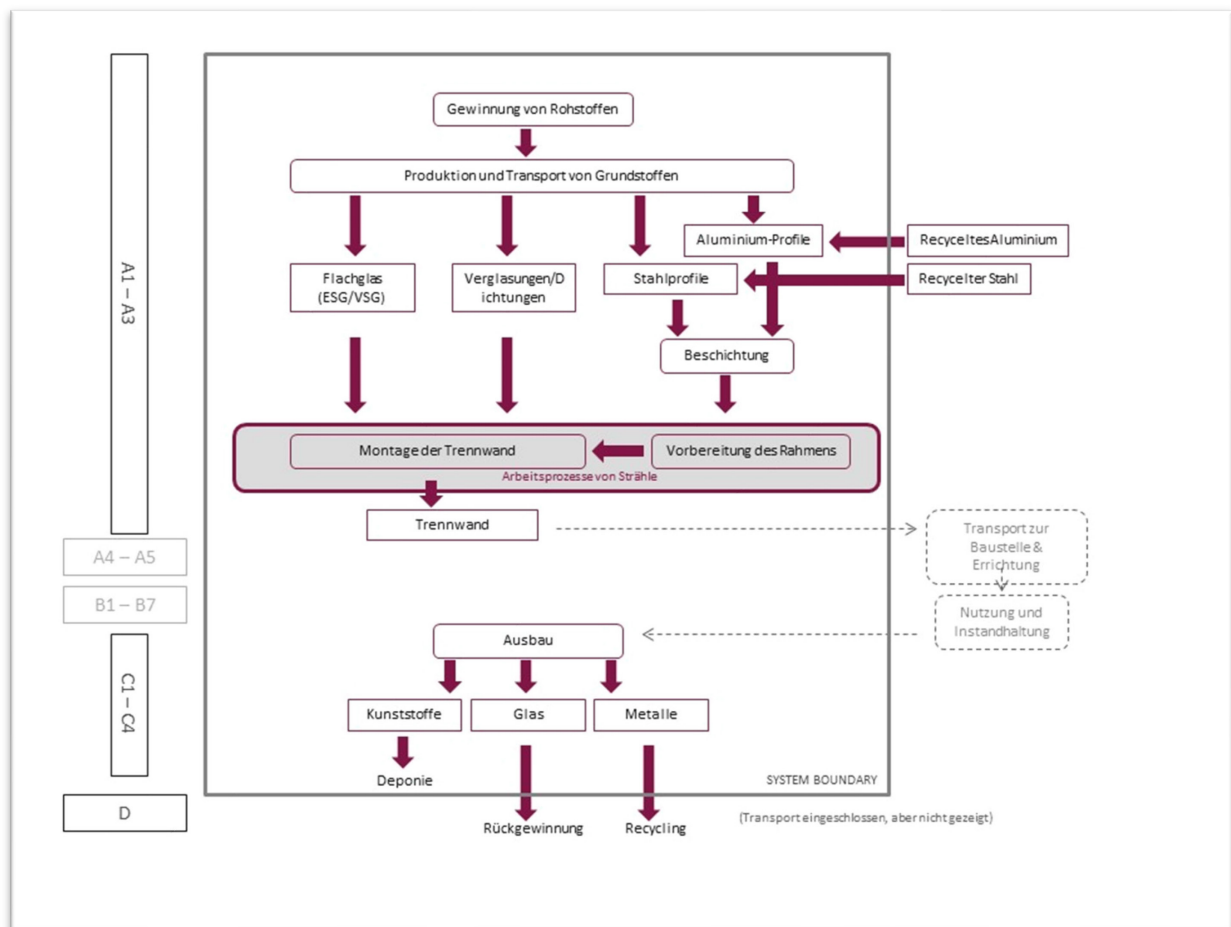 Gewinnung von Rohstoffen
Produktion und Transport von Grundstoffen
Aluminium-Profile
Recyceltes Aluminium
Flachglas
(ESG/VSG)
Verglasungen/D
ichtungen
Stahlprofile
Recycelter Stahl
A1 – A3
Beschichtung
Montage der Trennwand
Vorbereitung des Rahmens
Arbeitsprozesse von Strähle
Trennwand
Transport zur
Baustelle &
Errichtung
A4 – A5
B1 – B7
Nutzung und
Instandhaltung
Ausbau
C1 – C4
Kunststoffe
Glas
Metalle
Deponie
SYSTEM BOUNDARY
D
Rückgewinnung
Recycling
(Transport eingeschlossen, aber nicht gezeigt)